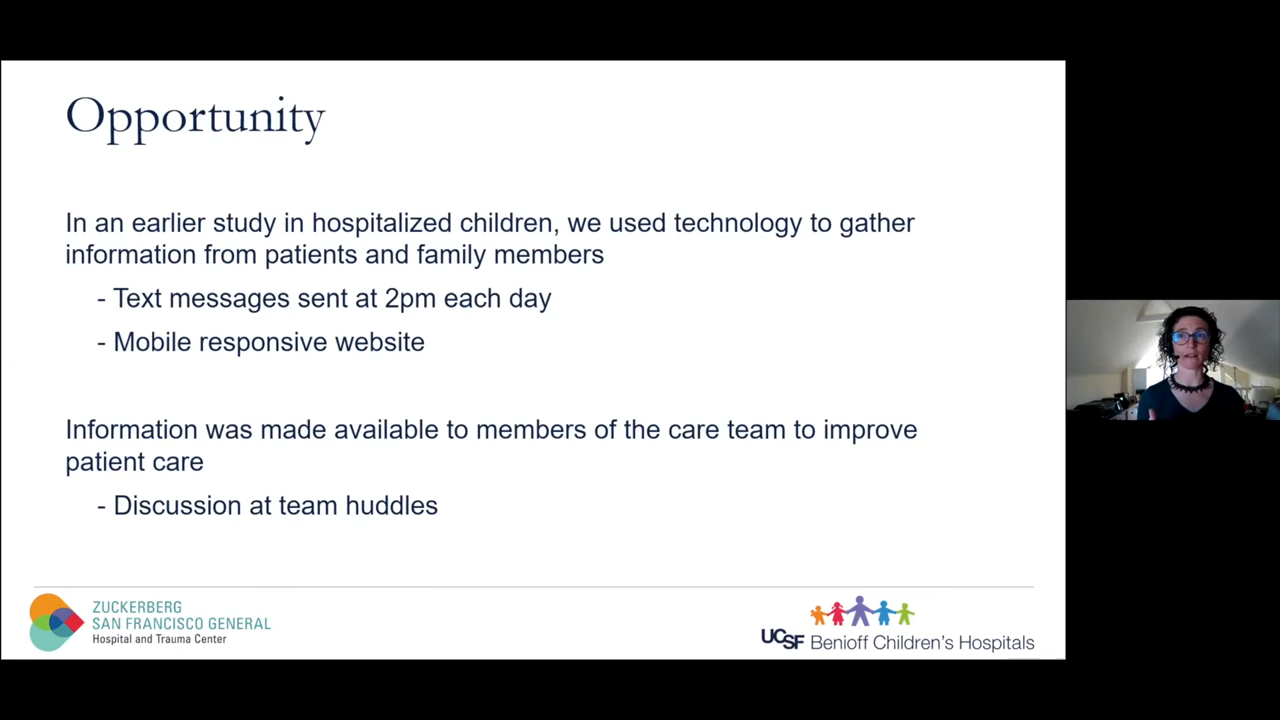 Opportunity
In an earlier study in hospitalized children, we used technology to gather
information from patients and family members
- Text messages sent at 2pm each day
- Mobile responsive website
Information was made available to members of the care team to improve
patient care
- Discussion at team huddles
ZUCKERBERG
SAN FRANCISCO GENERAL
Hospital and Trauma Center
UCSF Benioff Children's Hospitals